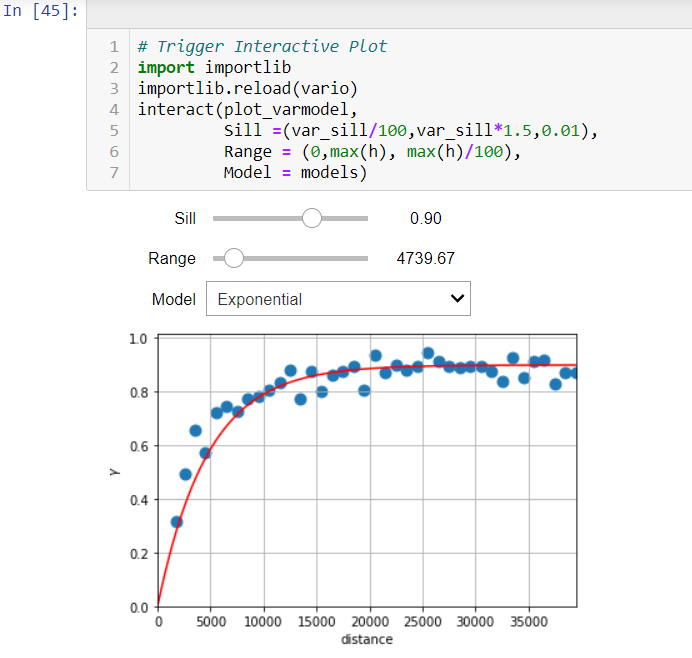 In [45]:
1 # Trigger Interactive Plot
2 import importlib
3 importlib.reload(vario)
4 interact(plot_varmodel,
5 Sill =(var_sill/100,var_sill*1.5,0.01),
6 Range = (0,max(h), max(h)/100),
7 Model = models)
Sill 0.90
Range 4739.67
Model Exponential
1.0
0.8
0.6
γ
0.4
0.2
0.0
0 5000 10000 15000 20000 25000 30000 35000
distance